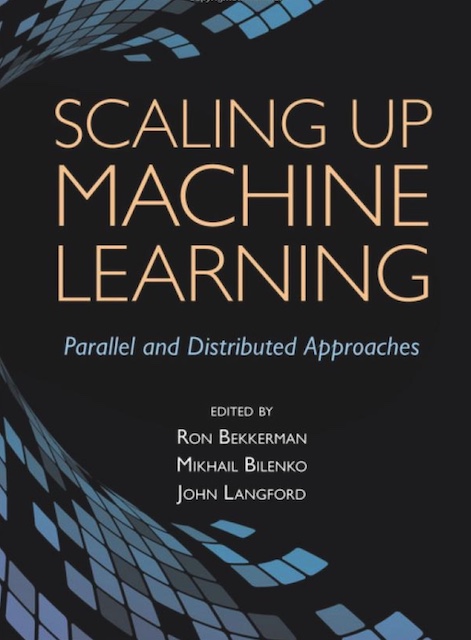 SCALING UP
MACHINE
LEARNING
Parallel and Distributed Approaches
EDITED BY
RON BEKKERMAN
MIKHAIL BILENKO
JOHN LANGFORD